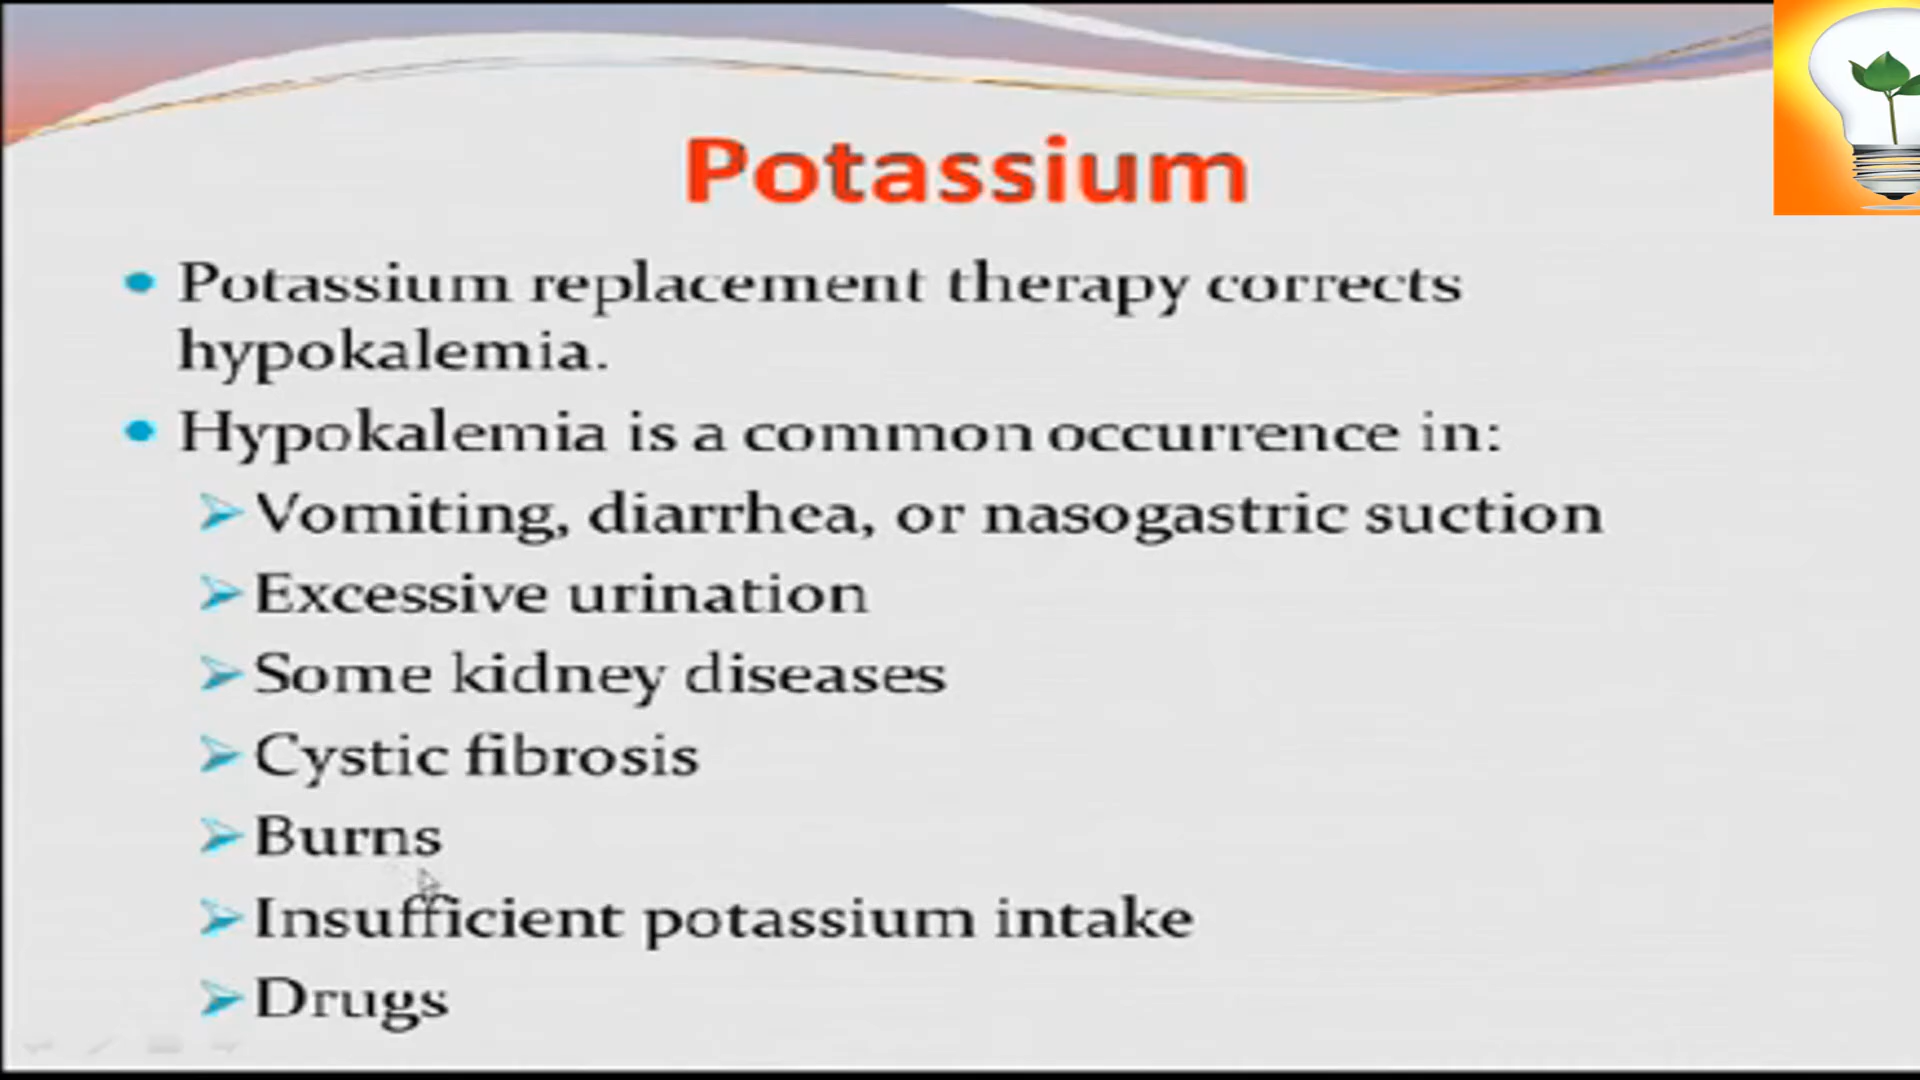 Potassium
Potassium replacement therapy corrects
hypokalemia.
Hypokalemia is a common occurrence in:
Vomiting, diarrhea, or nasogastric suction
Excessive urination
Some kidney diseases
Cystic fibrosis
Burns
Insufficient potassium intake
Drugs